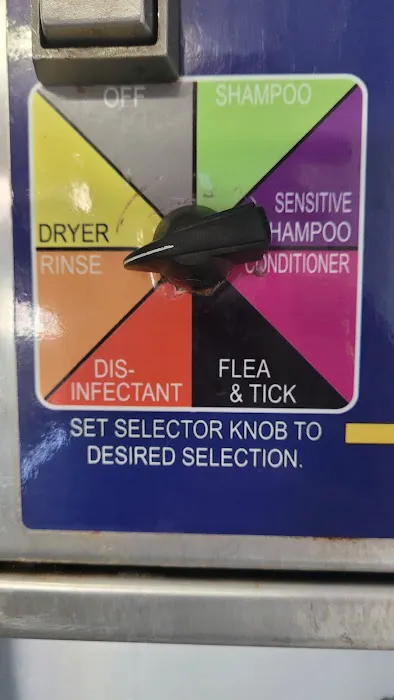 OFF
SHAMPOO
SENSITIVE
HAMPOO
DRYER
RINSE
CONDITIONER
DIS-
INFECTANT
FLEA
& TICK
SET SELECTOR KNOB TO
DESIRED SELECTION.